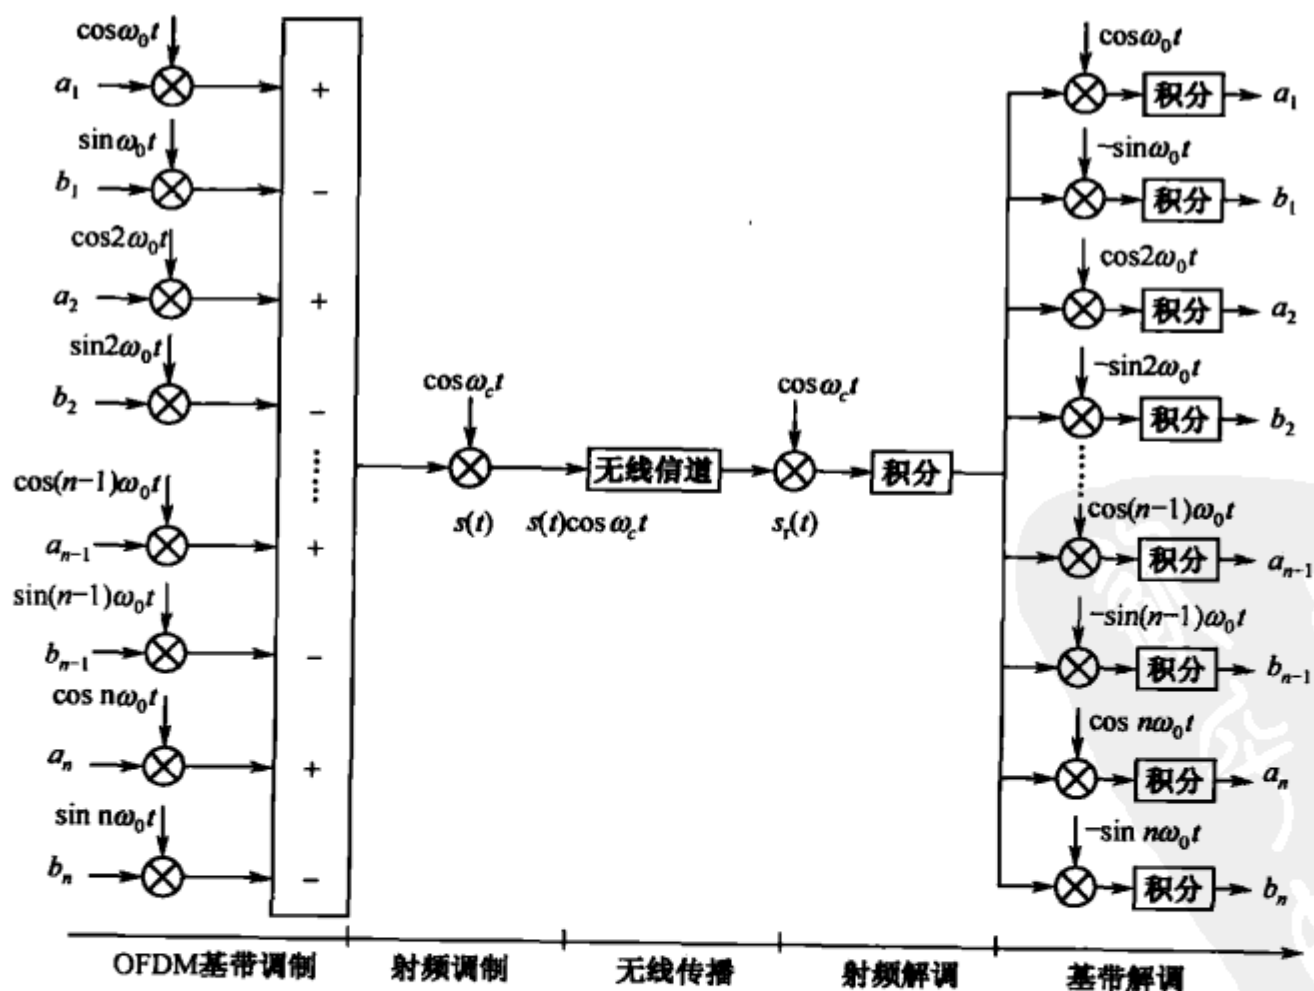 cosω₀t
a₁
+
sinω₀t
b₁
−
cos2ω₀t
a₂
+
sin2ω₀t
b₂
−
……
cos(n−1)ω₀t
aₙ₋₁
+
sin(n−1)ω₀t
bₙ₋₁
−
cos nω₀t
aₙ
+
sin nω₀t
bₙ
−
cosω_c t
s(t)
s(t)cosω_c t
无线信道
cosω_c t
s_r(t)
积分
cosω₀t
积分
a₁
−sinω₀t
积分
b₁
cos2ω₀t
积分
a₂
−sin2ω₀t
积分
b₂
……
cos(n−1)ω₀t
积分
aₙ₋₁
−sin(n−1)ω₀t
积分
bₙ₋₁
cos nω₀t
积分
aₙ
−sin nω₀t
积分
bₙ
OFDM基带调制
射频调制
无线传播
射频解调
基带解调